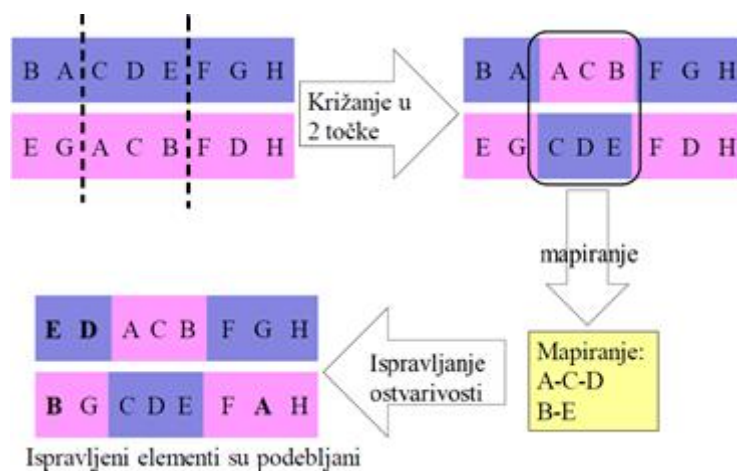 B A C D E F G H
E G A C B F D H
Križanje u
2 točke
B A A C B F G H
E G C D E F D H
mapiranje
Mapiranje:
A-C-D
B-E
Ispravljanje
ostvarivosti
E D A C B F G H
B G C D E F A H
Ispravljeni elementi su podebljani